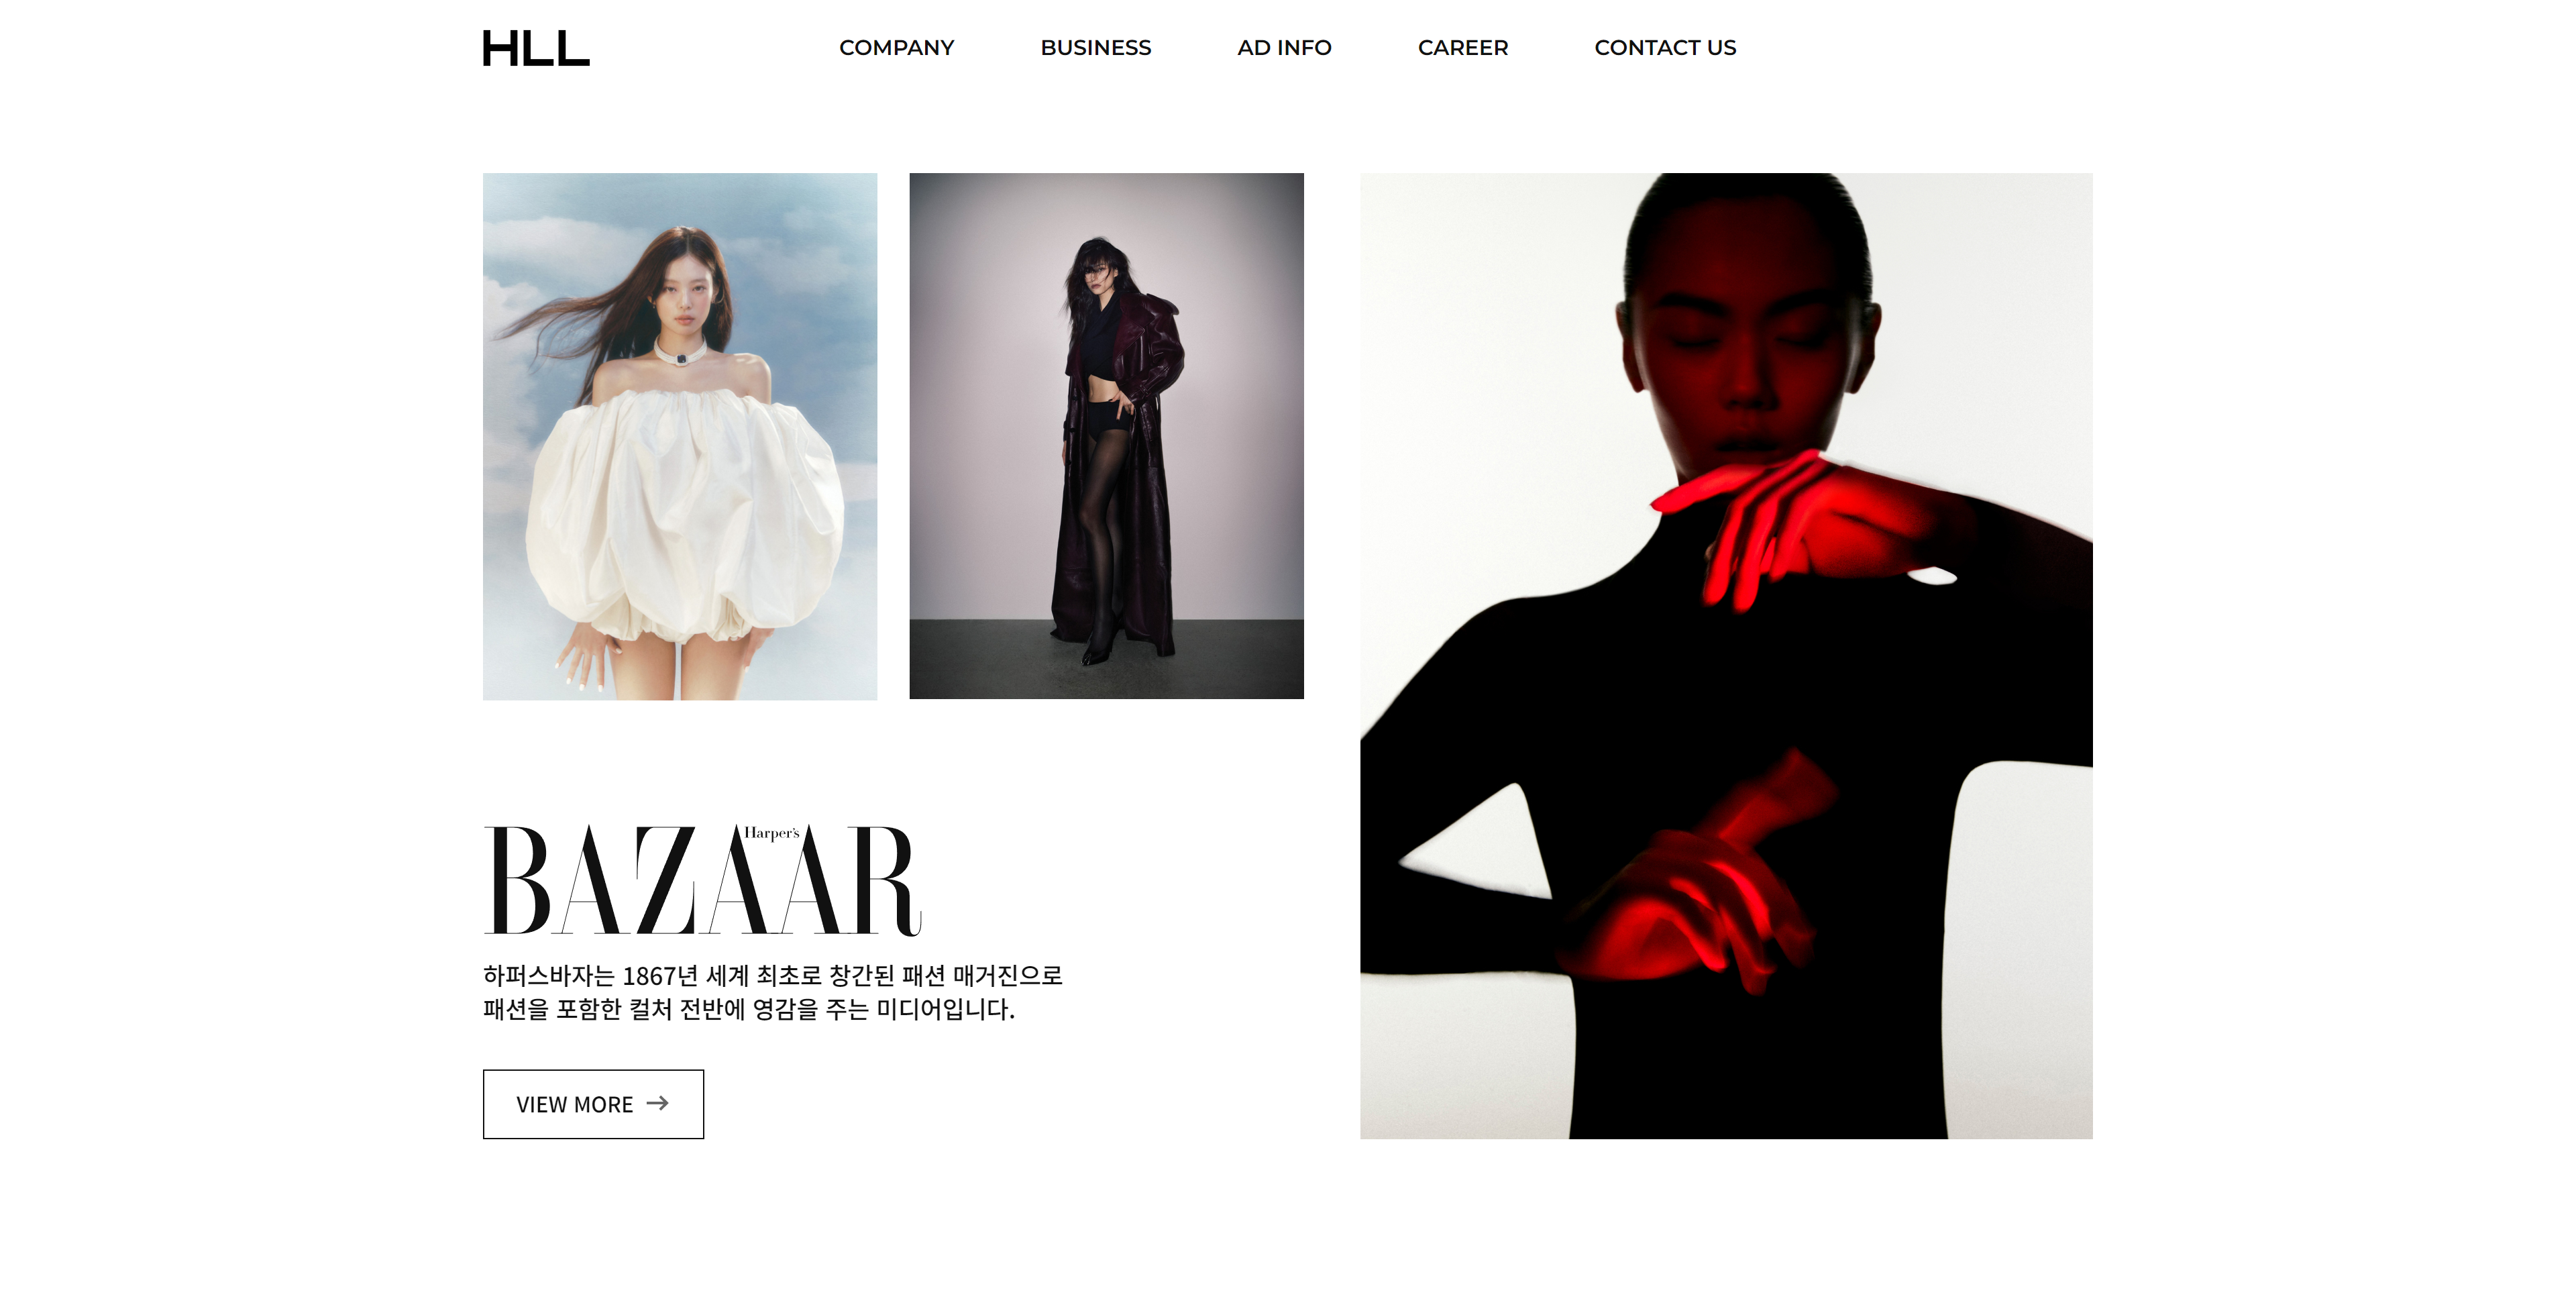 HLL
COMPANY BUSINESS AD INFO CAREER CONTACT US
Harper's
BAZAAR
하퍼스바자는 1867년 세계 최초로 창간된 패션 매거진으로
패션을 포함한 컬처 전반에 영감을 주는 미디어입니다.
VIEW MORE →